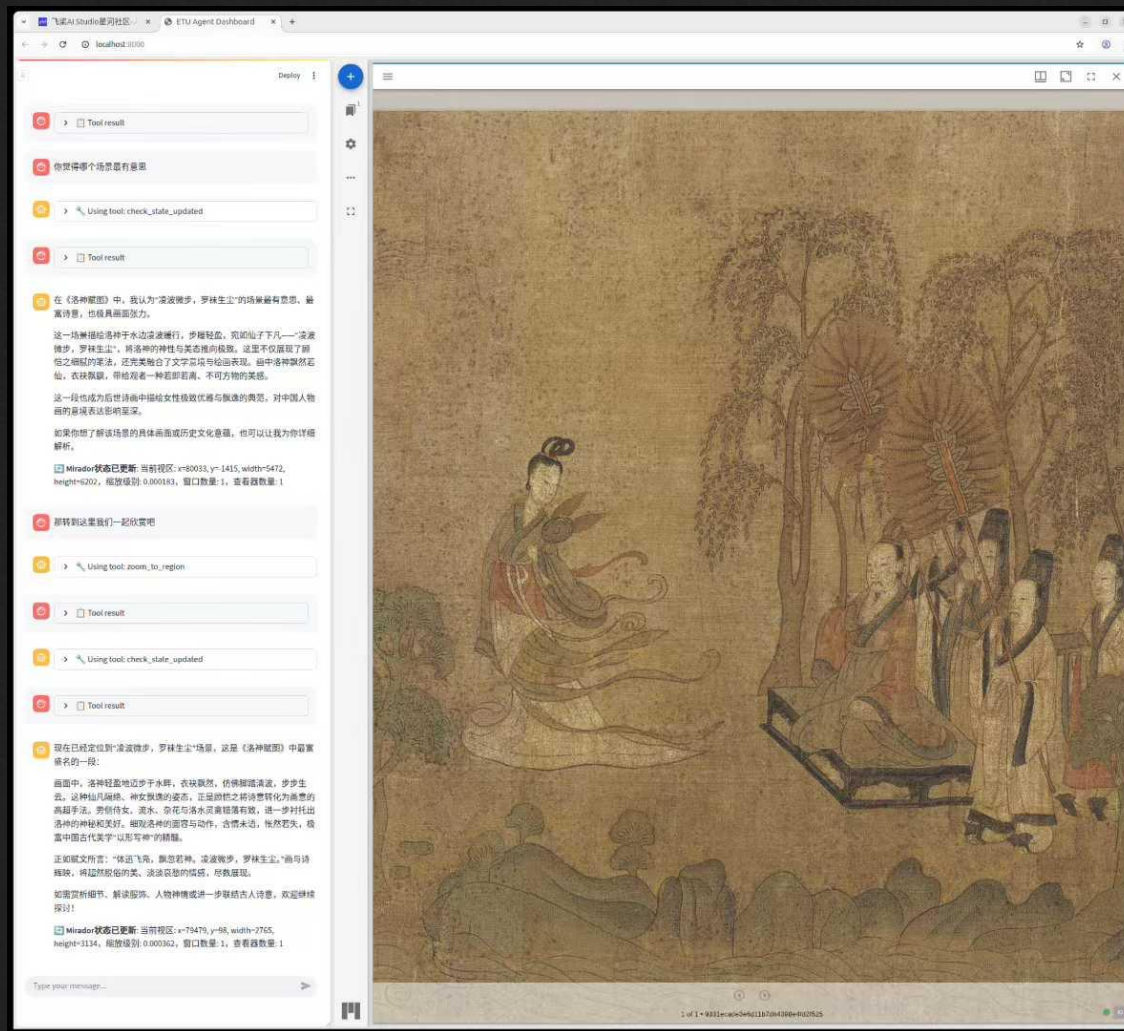 飞桨AI Studio星河社区
ETU Agent Dashboard
localhost:
Deploy
Tool result
你觉得哪个场景最有意思
Using tool: check_state_updated
Tool result
在《洛神赋图》中，我认为“凌波微步，罗袜生尘”的场景最有意思、最
富诗意，也极具画面张力。
这一场景描绘洛神于水边凌波缓行，步履轻盈，宛如仙子下凡——“凌波
微步，罗袜生尘”，将洛神的神性与美态推向极致。这里不仅展现了顾
恺之细腻的笔法，还完美融合了文学意境与绘画表现。画中洛神飘然若
仙，衣袂飘飘，带给观者一种若即若离、不可方物的美感。
这一段也成为后世诗画中描绘女性极致优雅与飘逸的典范，对中国人物
画的意境表达影响至深。
如果你想了解该场景的具体画面或历史文化意蕴，也可以让我为你详细
解析。
Mirador状态已更新: 当前视区: x=80033, y=-1415, width=5472,
height=6202，缩放级别: 0.000183，窗口数量: 1，查看器数量: 1
那转到这里我们一起欣赏吧
Using tool: zoom_to_region
Tool result
Using tool: check_state_updated
Tool result
现在已经定位到“凌波微步，罗袜生尘”场景，这是《洛神赋图》中最富
盛名的一段：
画面中，洛神轻盈地迈步于水畔，衣袂飘然，仿佛脚踏清波，步步生
云。这种仙凡隔绝、神女飘逸的姿态，正是顾恺之将诗意转化为画意的
高超手法。旁侧侍女、流水、杂花与洛水灵禽错落有致，进一步衬托出
洛神的神秘和美好。细观洛神的面容与动作，含情未语，怅然若失，极
富中国古代美学“以形写神”的精髓。
正如赋文所言：“体迅飞凫，飘忽若神。凌波微步，罗袜生尘。”画与诗
辉映，将超然脱俗的美、淡淡哀愁的情感，尽数展现。
如需赏析细节、解读服饰、人物神情或进一步联结古人诗意，欢迎继续
探讨！
Mirador状态已更新: 当前视区: x=79479, y=98, width=2765,
height=3134，缩放级别: 0.000362，窗口数量: 1，查看器数量: 1
Type your message...
1
1 of 1